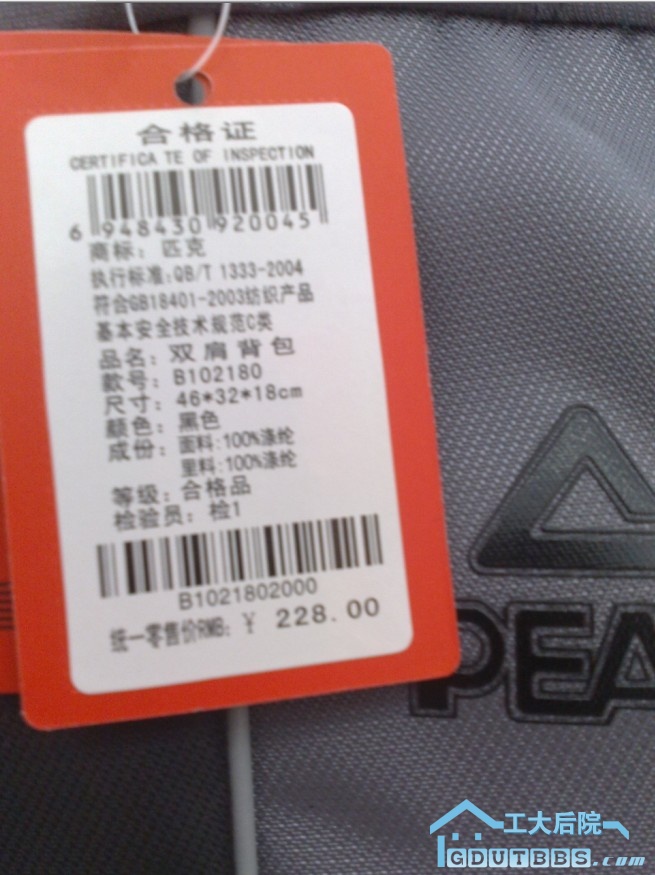 合格证
CERTIFICA TE OF INSPECTION
6 948430 920045
商标：匹克
执行标准：QB/T 1333-2004
符合GB18401-2003纺织产品
基本安全技术规范C类
品名：双肩背包
款号：B102180
尺寸：46*32*18cm
颜色：黑色
成份：面料:100%涤纶
里料:100%涤纶
等级：合格品
检验员：检1
B1021802000
统一零售价RMB：￥ 228.00
PEA
工大后院
GDUTBBS.com